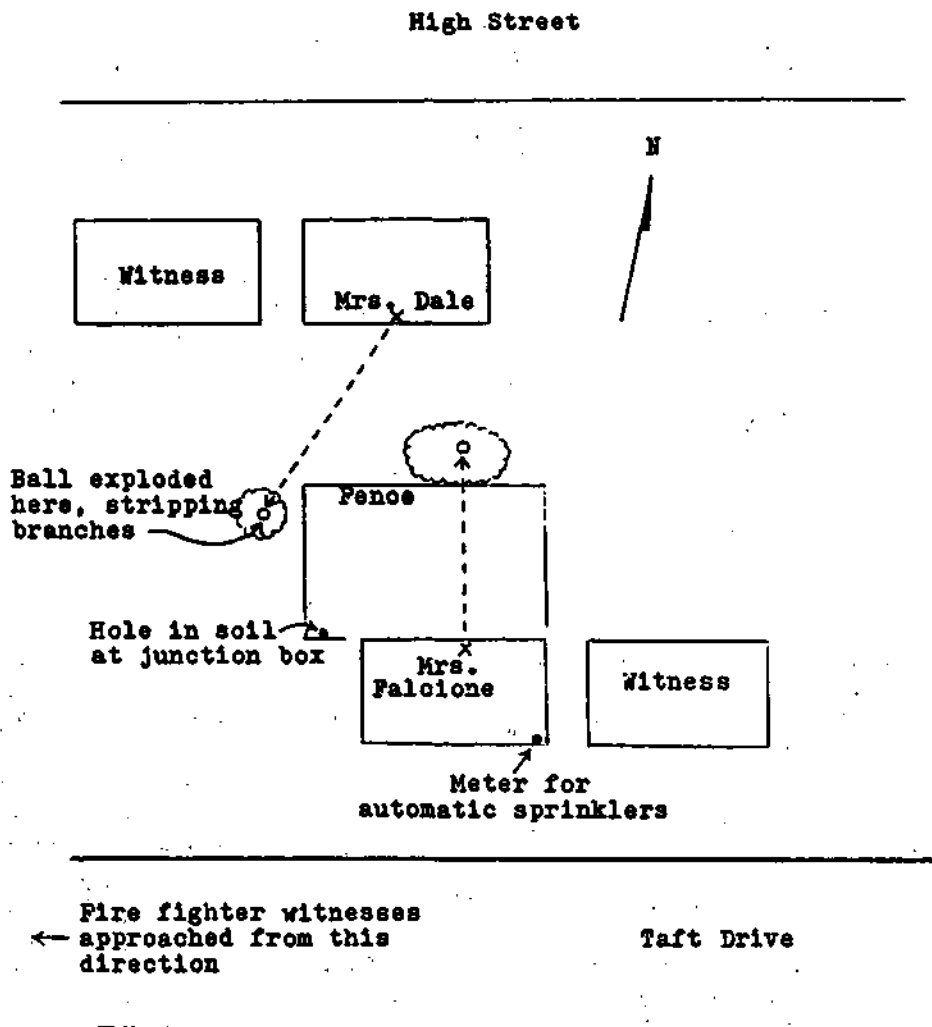 High Street
N
Witness
Mrs. Dale
Ball exploded
here, stripping
branches
Fence
Hole in soil
at junction box
Mrs.
Falcione
Witness
Meter for
automatic sprinklers
Fire fighter witnesses
approached from this
direction
Taft Drive